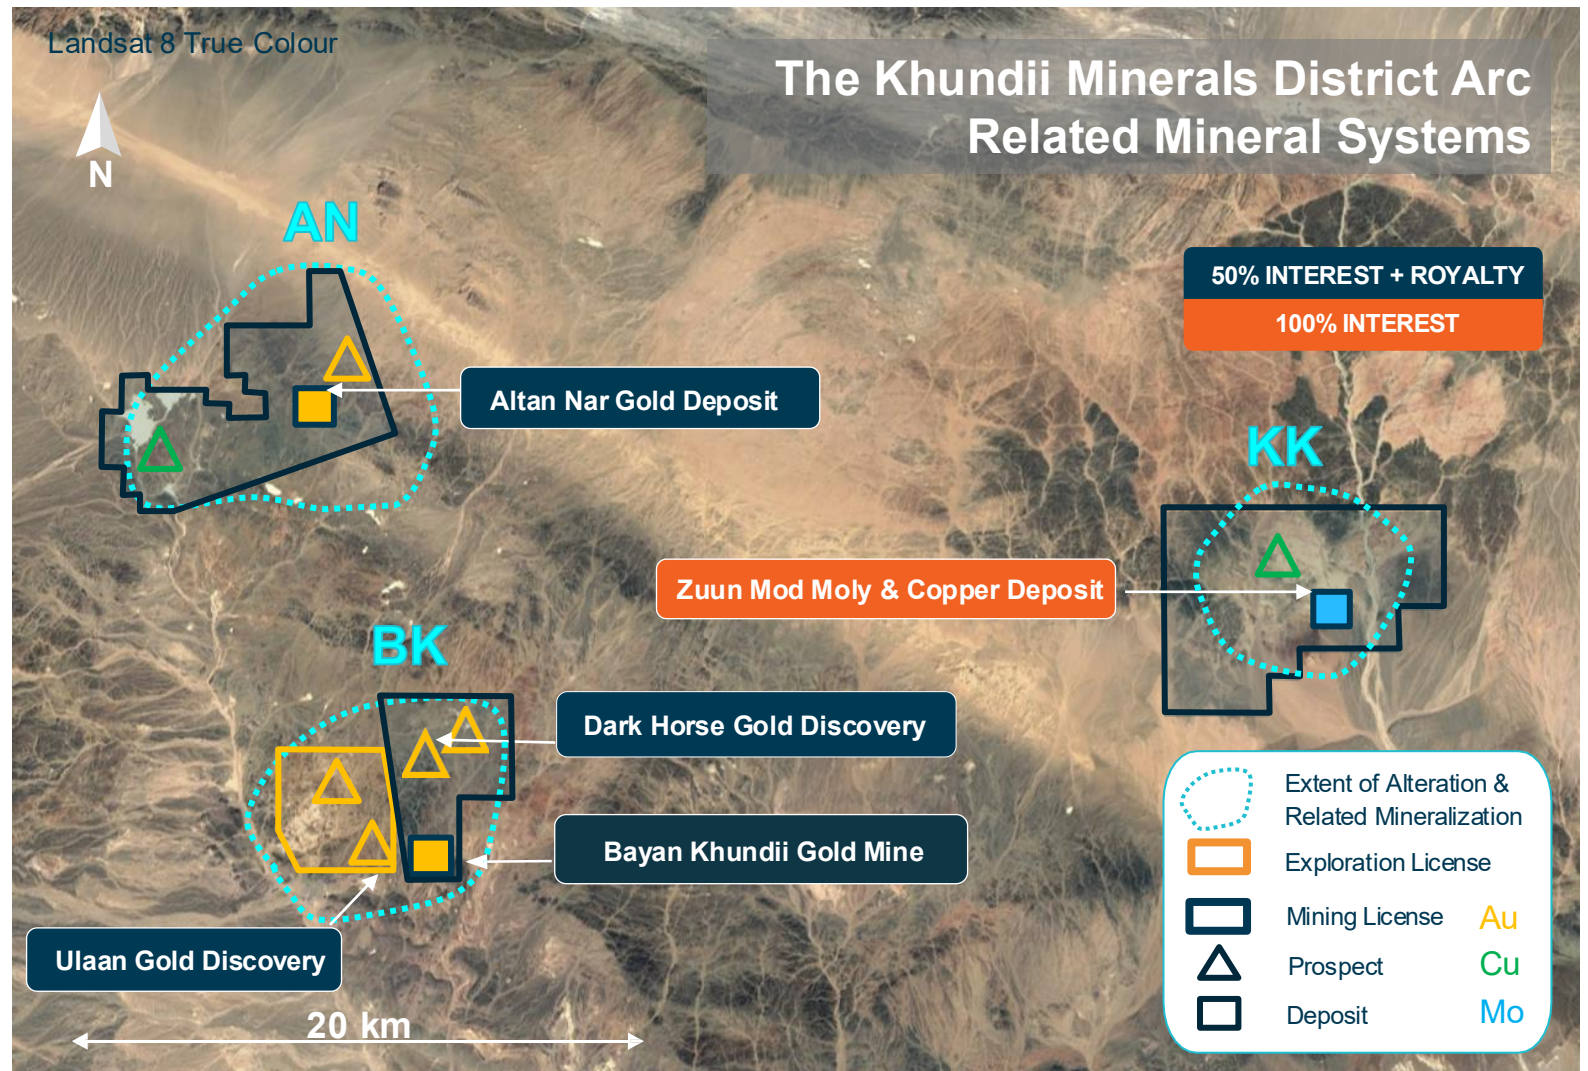 Landsat 8 True Colour
The Khundii Minerals District Arc
Related Mineral Systems
N
AN
50% INTEREST + ROYALTY
100% INTEREST
Altan Nar Gold Deposit
KK
Zuun Mod Moly & Copper Deposit
BK
Dark Horse Gold Discovery
Bayan Khundii Gold Mine
Ulaan Gold Discovery
20 km
Extent of Alteration &
Related Mineralization
Exploration License
Mining License Au
Prospect Cu
Deposit Mo